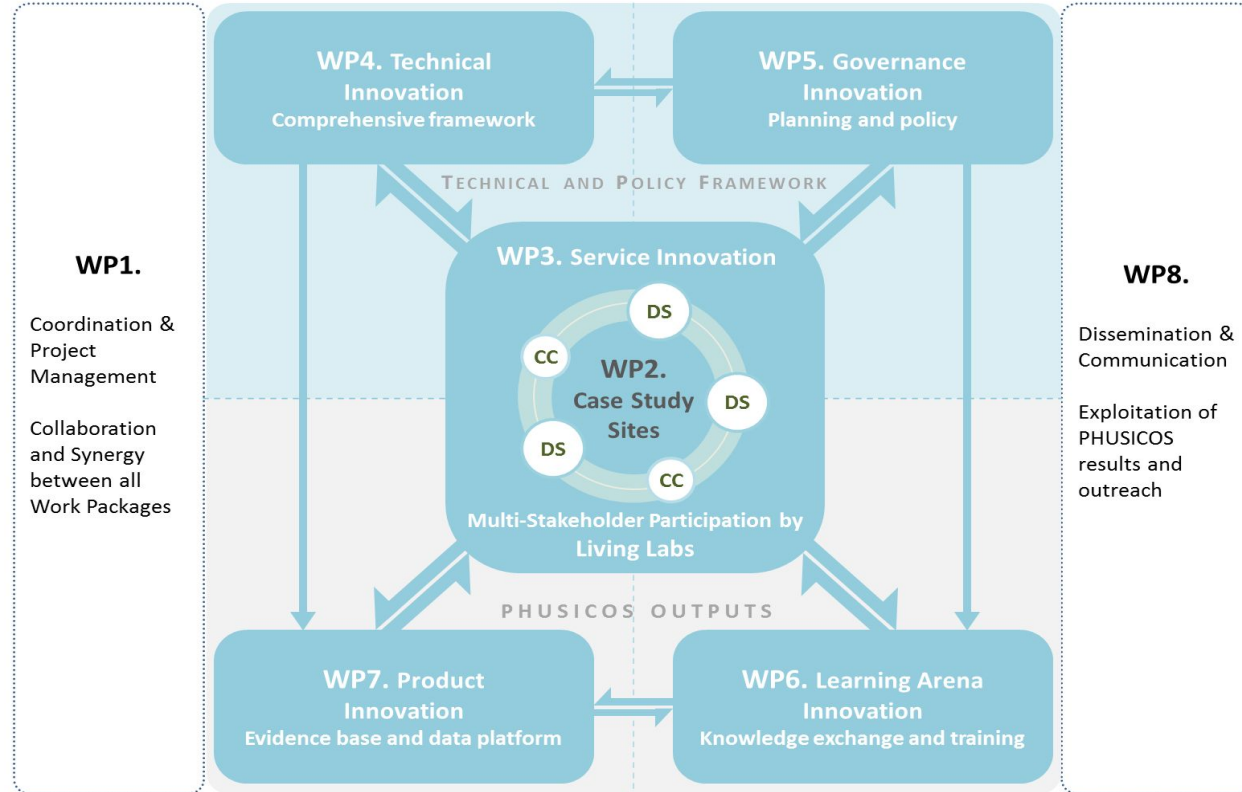 WP1.
Coordination &
Project
Management
Collaboration
and Synergy
between all
Work Packages
WP4. Technical
Innovation
Comprehensive framework
WP5. Governance
Innovation
Planning and policy
TECHNICAL AND POLICY FRAMEWORK
WP3. Service Innovation
DS
CC
WP2.
Case Study
Sites
DS
DS
CC
Multi-Stakeholder Participation by
Living Labs
PHUSICOS OUTPUTS
WP7. Product
Innovation
Evidence base and data platform
WP6. Learning Arena
Innovation
Knowledge exchange and training
WP8.
Dissemination &
Communication
Exploitation of
PHUSICOS
results and
outreach